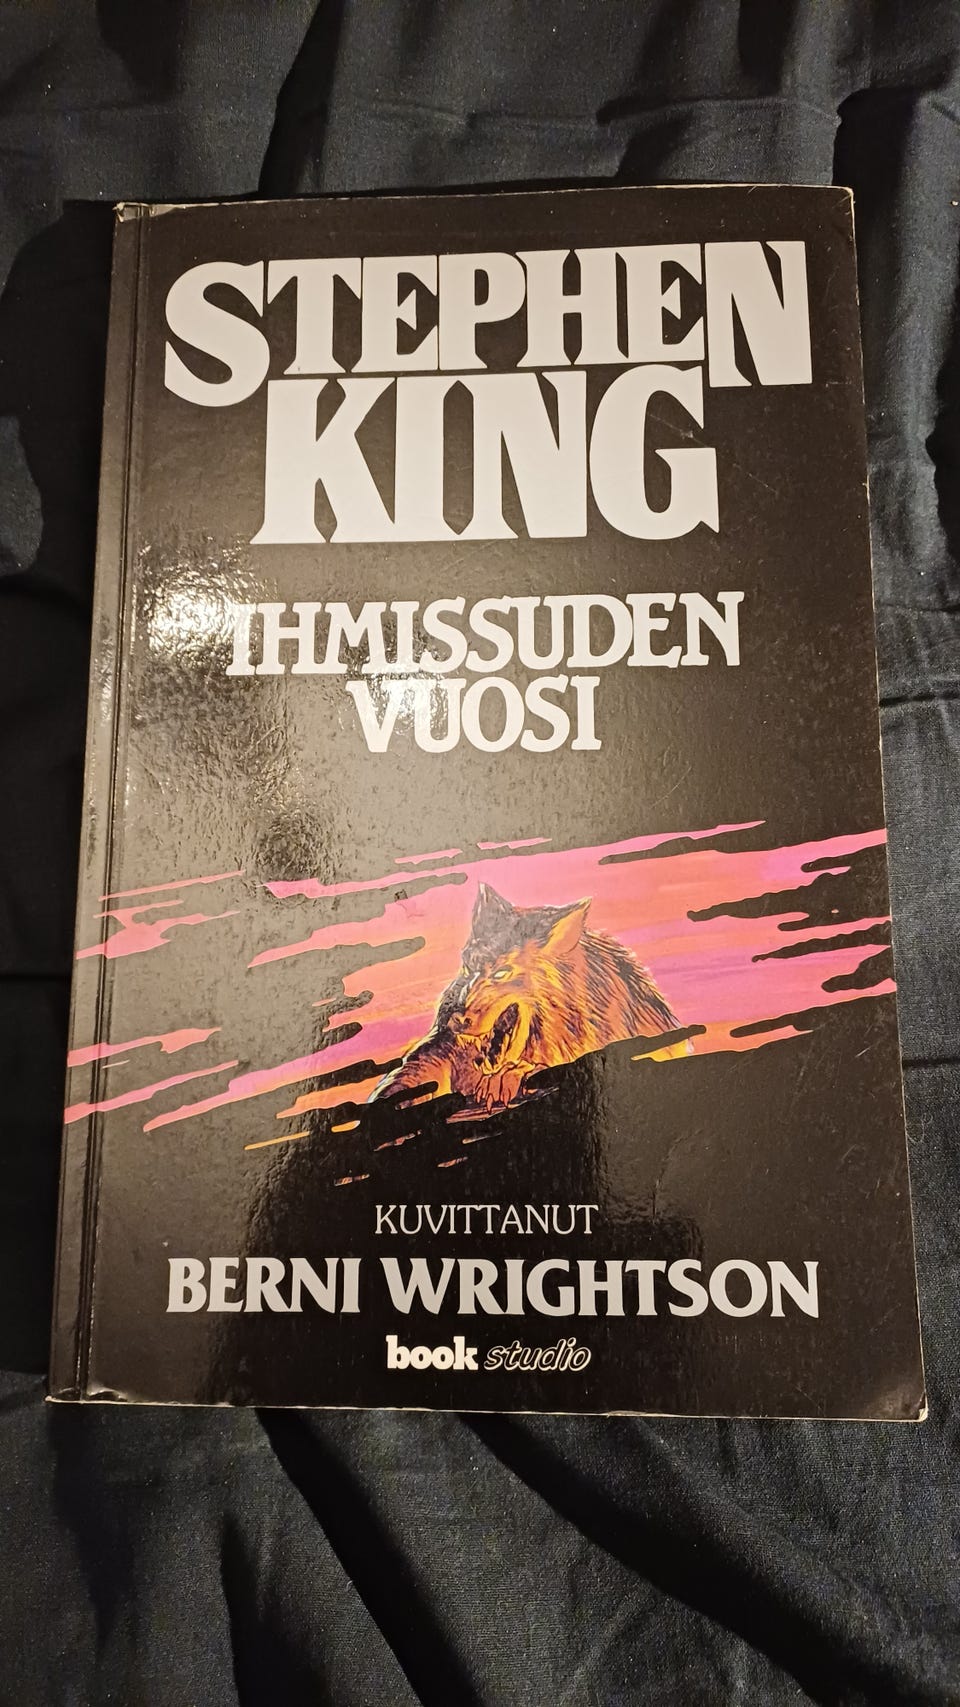 STEPHEN
KING
IHMISSUDEN
VUOSI
KUVITTANUT
BERNI WRIGHTSON
book studio